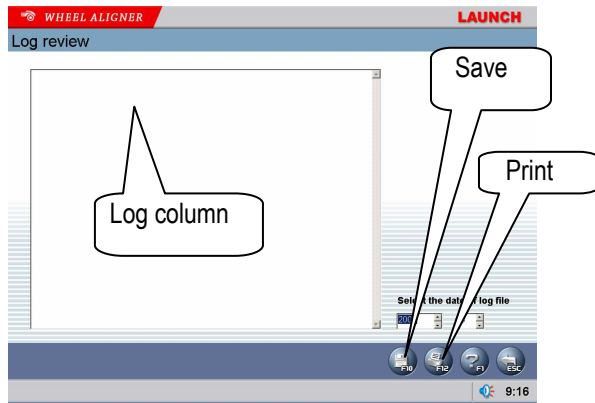 WHEEL ALIGNER
LAUNCH
Log review
Save
Print
Log column
Select the date of log file
200
F10
F12
F1
ESC
9:16